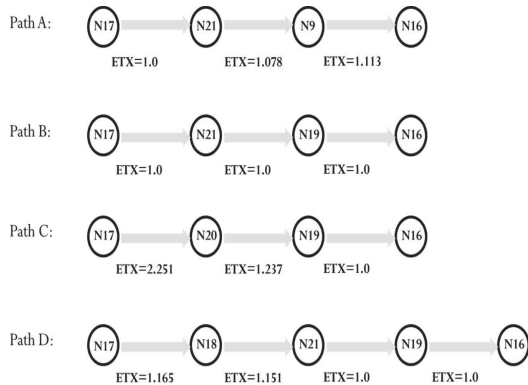 Path A:
N17 N21 N9 N16
ETX=1.0 ETX=1.078 ETX=1.113
Path B:
N17 N21 N19 N16
ETX=1.0 ETX=1.0 ETX=1.0
Path C:
N17 N20 N19 N16
ETX=2.251 ETX=1.237 ETX=1.0
Path D:
N17 N18 N21 N19 N16
ETX=1.165 ETX=1.151 ETX=1.0 ETX=1.0